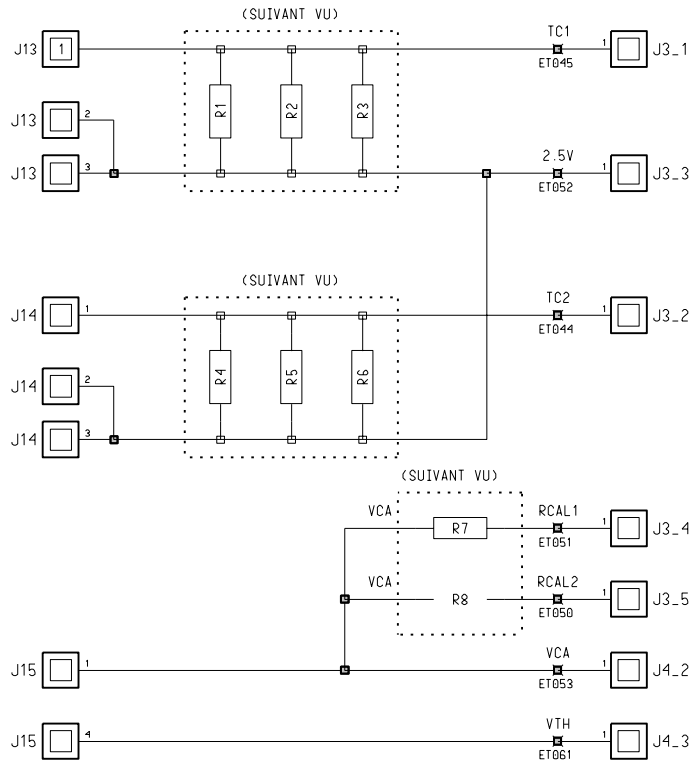 (SUIVANT VU)
J13 1 R1 R2 R3 TC1 ET045 1 J3_1
J13 2
J13 3 2.5V ET052 1 J3_3
(SUIVANT VU)
J14 1 R4 R5 R6 TC2 ET044 1 J3_2
J14 2
J14 3
(SUIVANT VU)
VCA R7 RCAL1 ET051 1 J3_4
VCA R8 RCAL2 ET050 1 J3_5
J15 1 VCA ET053 1 J4_2
J15 4 VTH ET061 1 J4_3